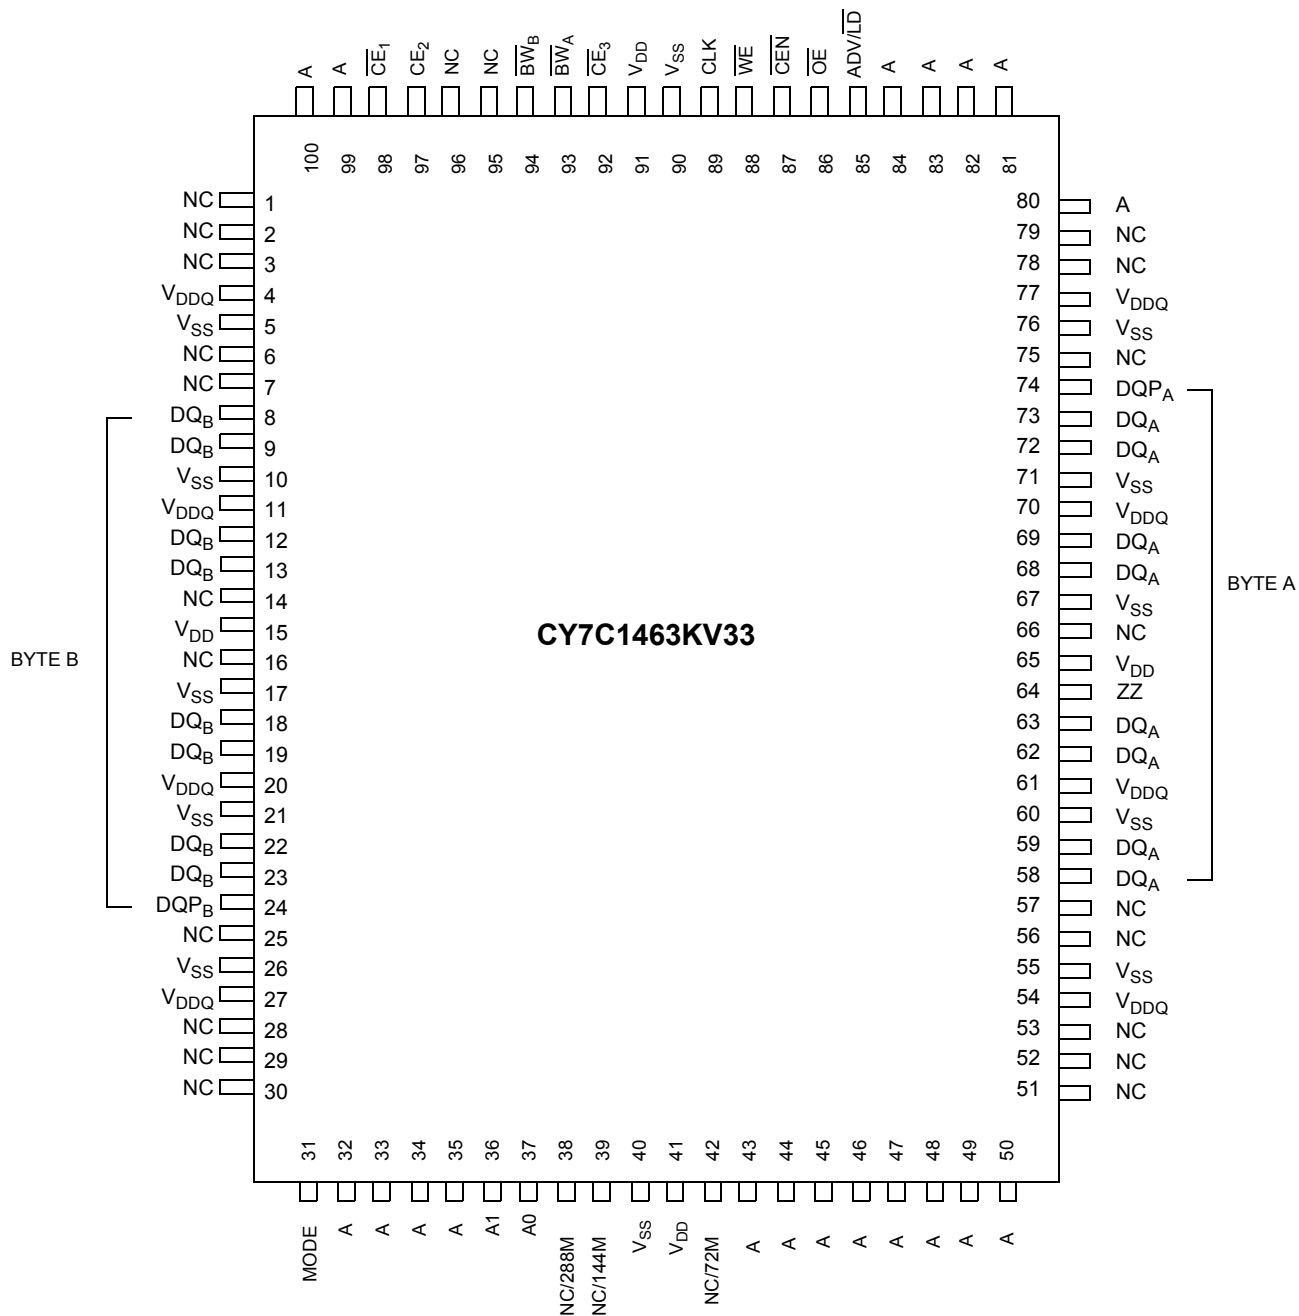 A A CE1 CE2 NC NC BWB BWA CE3 VDD VSS CLK WE CEN OE ADV/LD A A A A
100 99 98 97 96 95 94 93 92 91 90 89 88 87 86 85 84 83 82 81
NC 1 80 A
NC 2 79 NC
NC 3 78 NC
VDDQ 4 77 VDDQ
VSS 5 76 VSS
NC 6 75 NC
NC 7 74 DQPA
DQB 8 73 DQA
DQB 9 72 DQA
VSS 10 71 VSS
VDDQ 11 70 VDDQ
DQB 12 69 DQA
DQB 13 68 DQA
BYTE A
NC 14 67 VSS
VDD 15 66 NC
CY7C1463KV33
BYTE B
NC 16 65 VDD
VSS 17 64 ZZ
DQB 18 63 DQA
DQB 19 62 DQA
VDDQ 20 61 VDDQ
VSS 21 60 VSS
DQB 22 59 DQA
DQB 23 58 DQA
DQPB 24 57 NC
NC 25 56 NC
VSS 26 55 VSS
VDDQ 27 54 VDDQ
NC 28 53 NC
NC 29 52 NC
NC 30 51 NC
31 32 33 34 35 36 37 38 39 40 41 42 43 44 45 46 47 48 49 50
MODE A A A A A1 A0 NC/288M NC/144M VSS VDD NC/72M A A A A A A A A